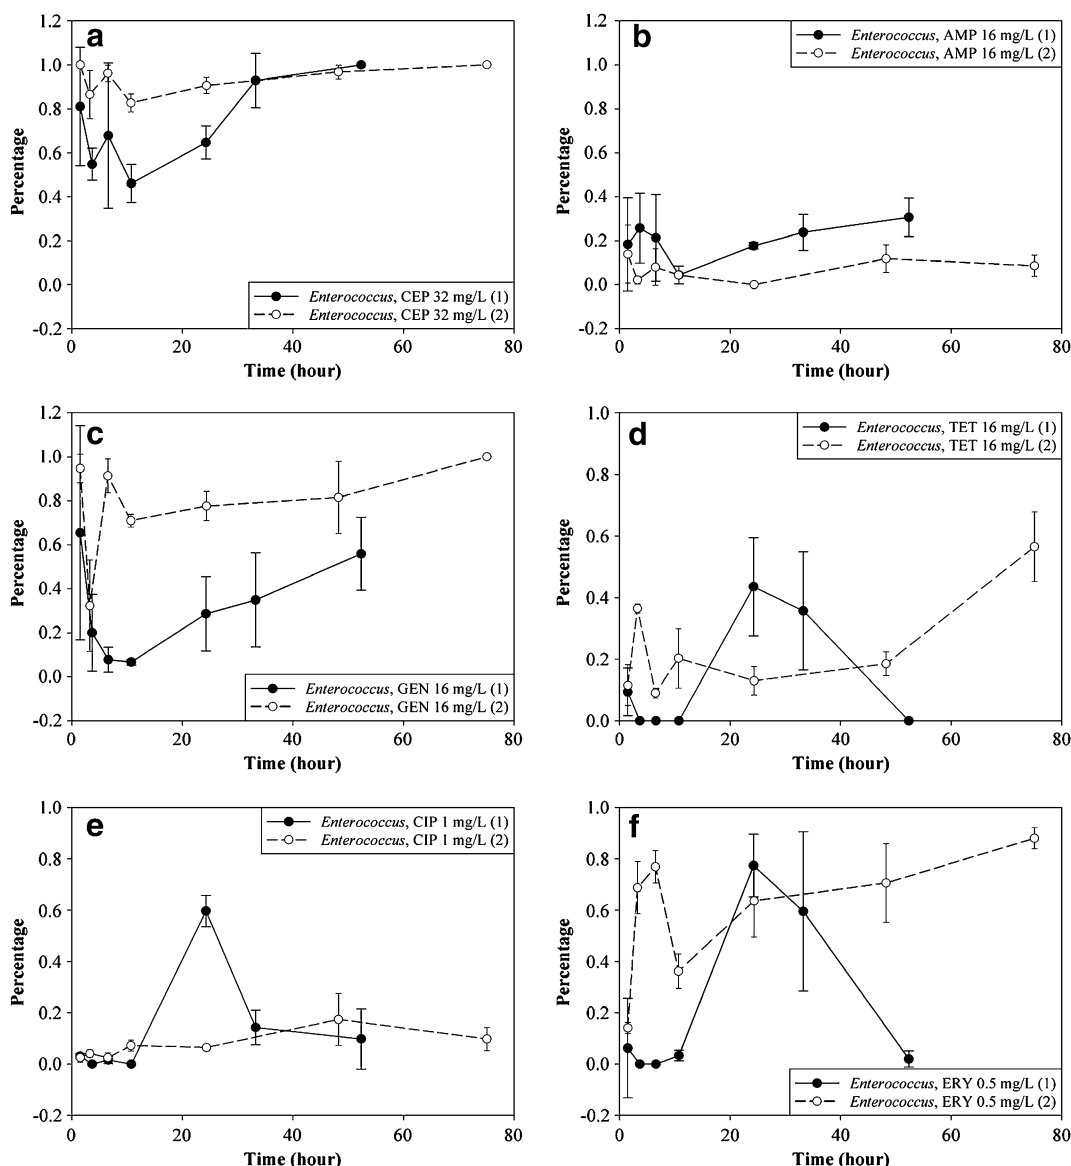 a
1.2
1.0
0.8
0.6
0.4
0.2
0.0
-0.2
Percentage
Enterococcus, CEP 32 mg/L (1)
Enterococcus, CEP 32 mg/L (2)
0 20 40 60 80
Time (hour)
b
1.2
1.0
0.8
0.6
0.4
0.2
0.0
-0.2
Percentage
Enterococcus, AMP 16 mg/L (1)
Enterococcus, AMP 16 mg/L (2)
0 20 40 60 80
Time (hour)
c
1.2
1.0
0.8
0.6
0.4
0.2
0.0
-0.2
Percentage
Enterococcus, GEN 16 mg/L (1)
Enterococcus, GEN 16 mg/L (2)
0 20 40 60 80
Time (hour)
d
1.0
0.8
0.6
0.4
0.2
0.0
Percentage
Enterococcus, TET 16 mg/L (1)
Enterococcus, TET 16 mg/L (2)
0 20 40 60 80
Time (hour)
e
1.0
0.8
0.6
0.4
0.2
0.0
-0.2
Percentage
Enterococcus, CIP 1 mg/L (1)
Enterococcus, CIP 1 mg/L (2)
0 20 40 60 80
Time (hour)
f
1.0
0.8
0.6
0.4
0.2
0.0
-0.2
Percentage
Enterococcus, ERY 0.5 mg/L (1)
Enterococcus, ERY 0.5 mg/L (2)
0 20 40 60 80
Time (hour)